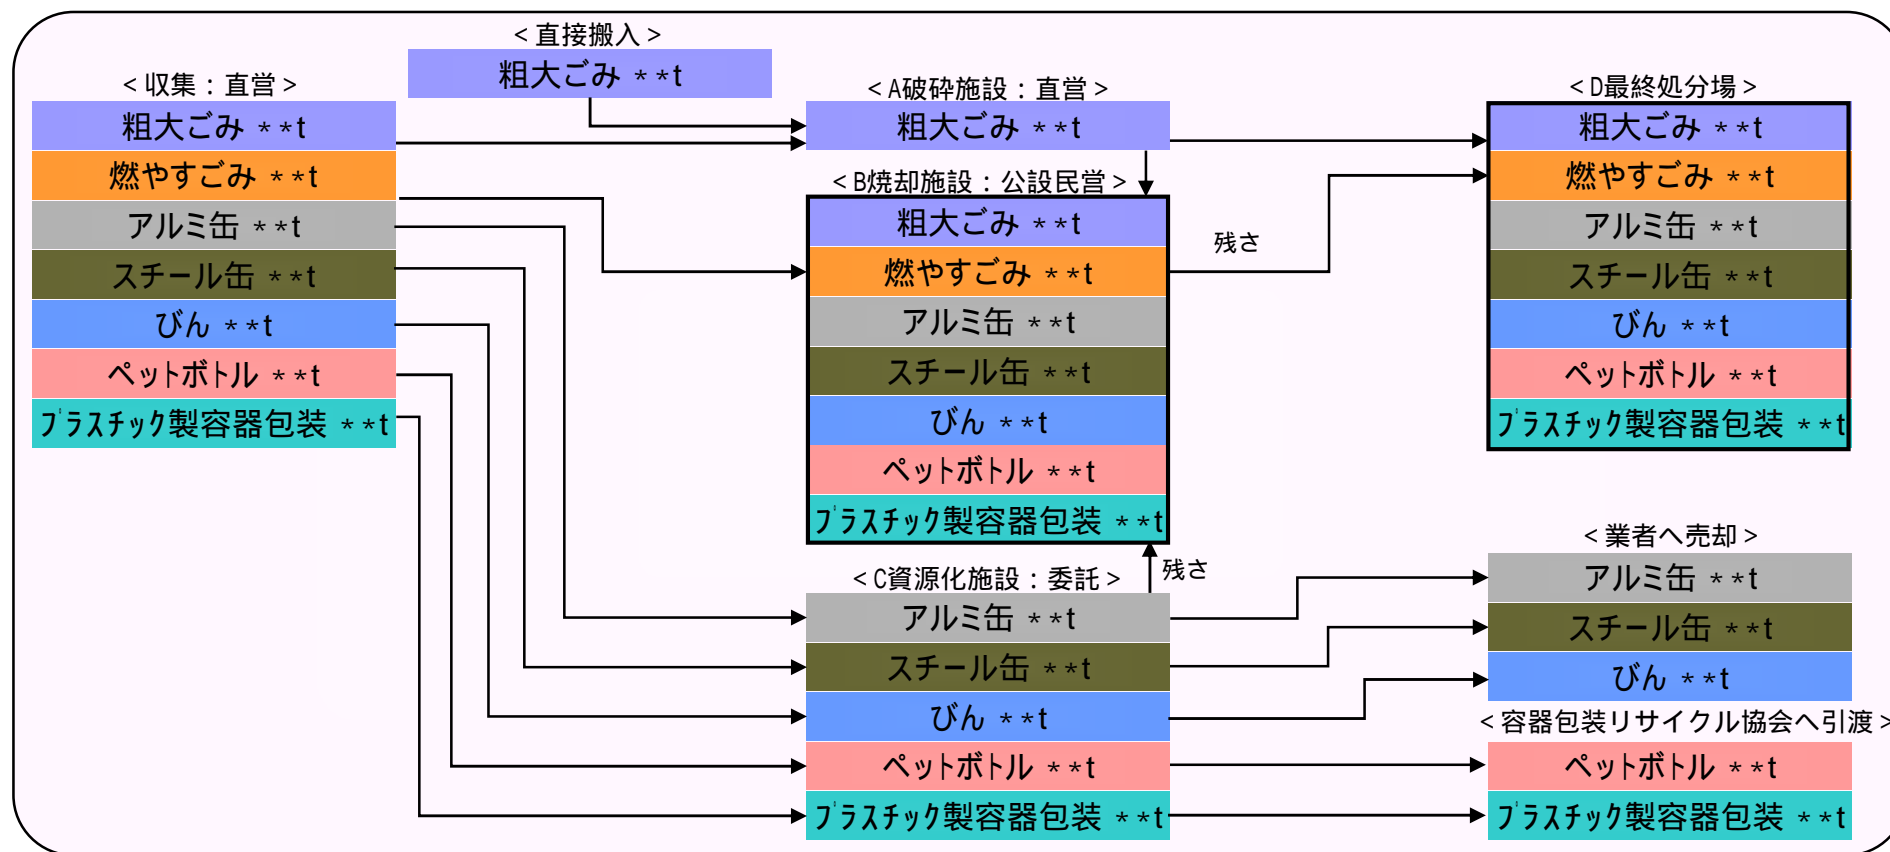 <直接搬入>
粗大ごみ **t
<収集：直営>
粗大ごみ **t
燃やすごみ **t
アルミ缶 **t
スチール缶 **t
びん **t
ペットボトル **t
ﾌﾟﾗｽﾁｯｸ製容器包装 **t
<A破砕施設：直営>
粗大ごみ **t
<B焼却施設：公設民営>
粗大ごみ **t
燃やすごみ **t
アルミ缶 **t
スチール缶 **t
びん **t
ペットボトル **t
ﾌﾟﾗｽﾁｯｸ製容器包装 **t
残さ
残さ
<C資源化施設：委託>
アルミ缶 **t
スチール缶 **t
びん **t
ペットボトル **t
ﾌﾟﾗｽﾁｯｸ製容器包装 **t
<D最終処分場>
粗大ごみ **t
燃やすごみ **t
アルミ缶 **t
スチール缶 **t
びん **t
ペットボトル **t
ﾌﾟﾗｽﾁｯｸ製容器包装 **t
<業者へ売却>
アルミ缶 **t
スチール缶 **t
びん **t
<容器包装リサイクル協会へ引渡>
ペットボトル **t
ﾌﾟﾗｽﾁｯｸ製容器包装 **t